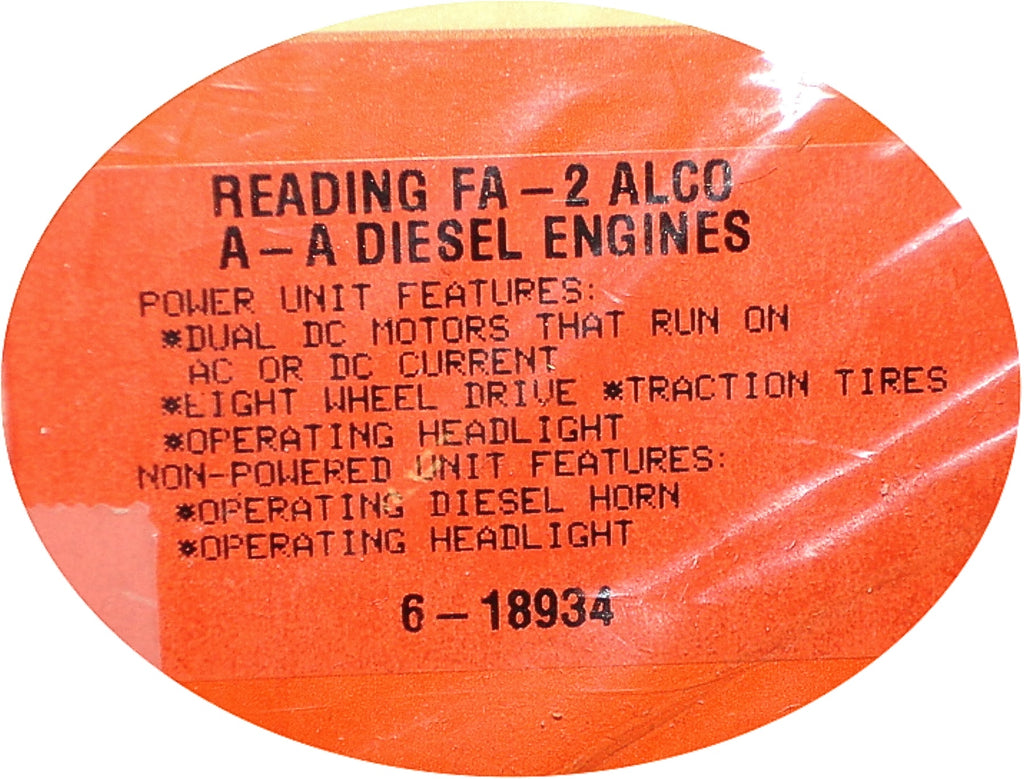 READING FA-2 ALCO
A-A DIESEL ENGINES
POWER UNIT FEATURES:
*DUAL DC MOTORS THAT RUN ON
AC OR DC CURRENT
*EIGHT WHEEL DRIVE *TRACTION TIRES
*OPERATING HEADLIGHT
NON-POWERED UNIT FEATURES:
*OPERATING DIESEL HORN
*OPERATING HEADLIGHT
6-18934